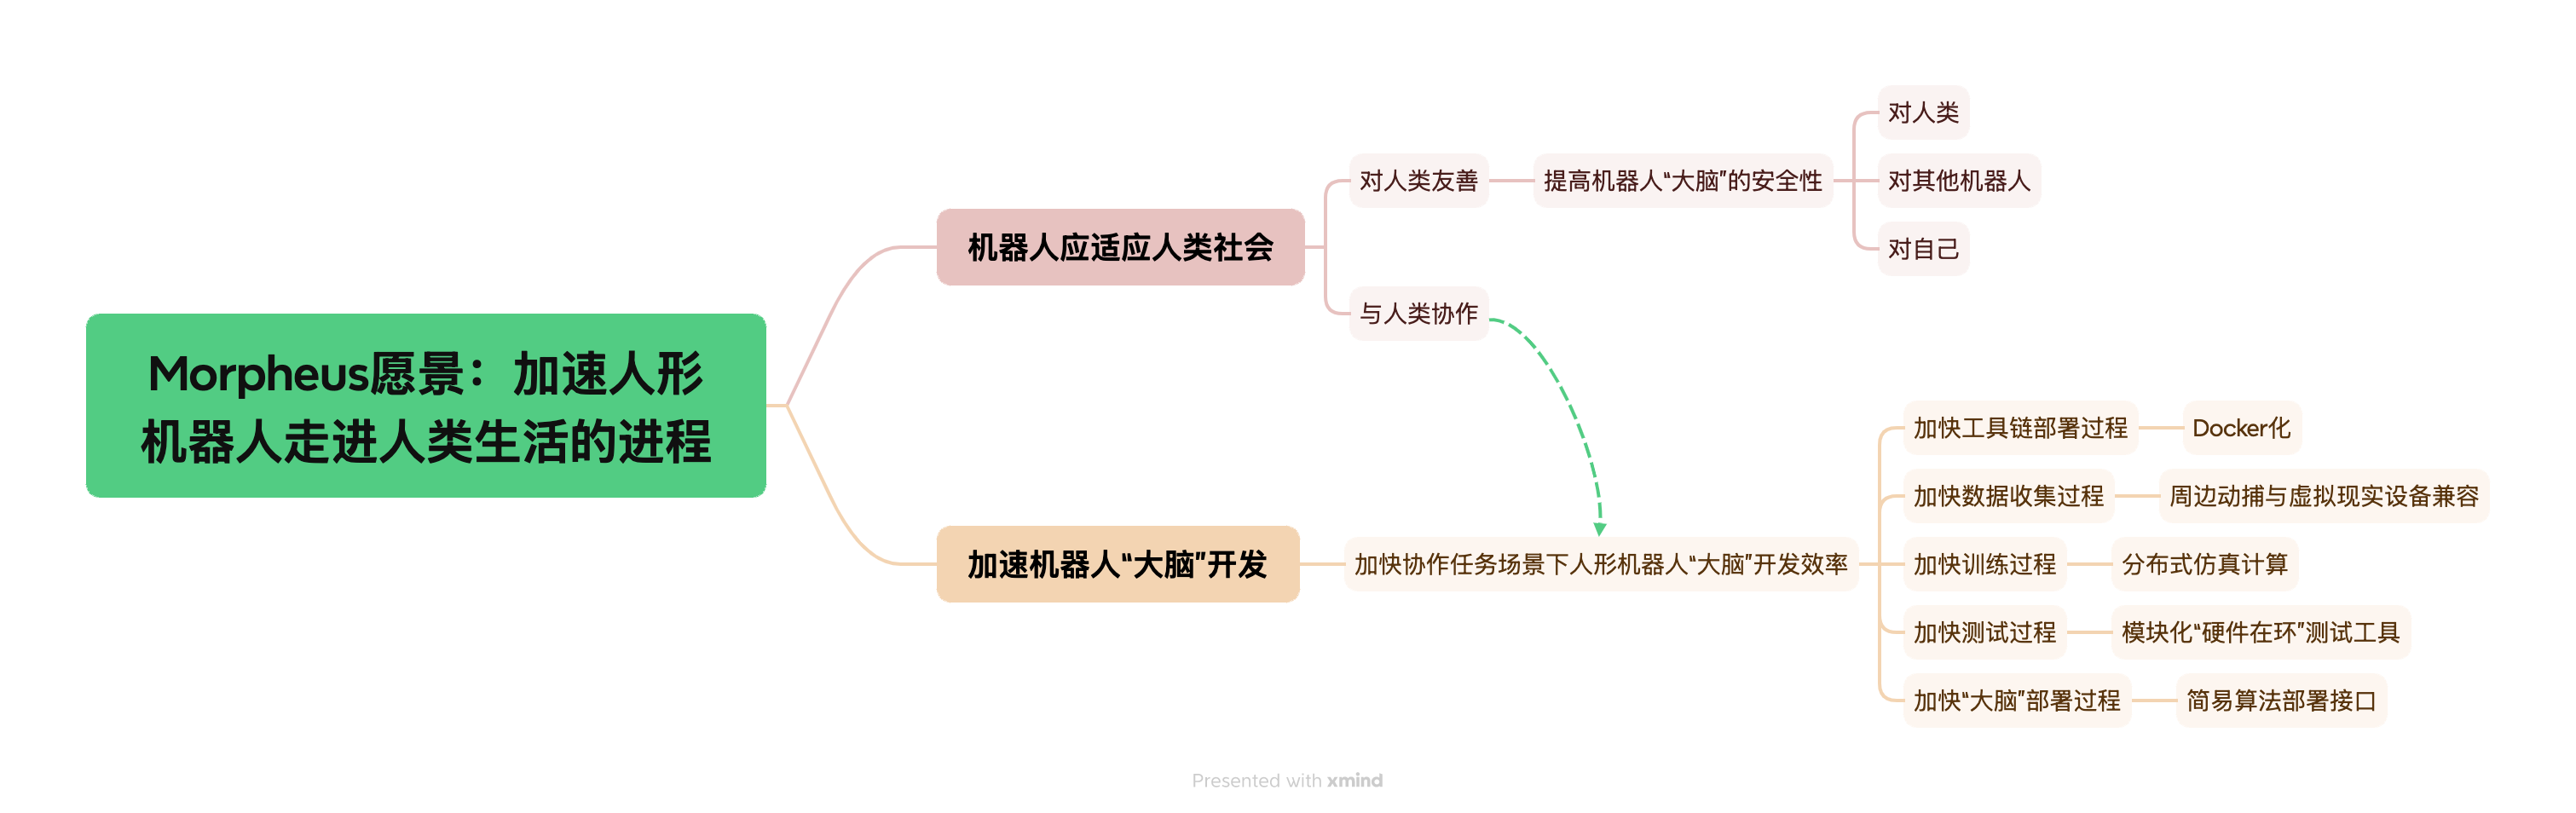 Morpheus愿景：加速人形
机器人走进人类生活的进程
机器人应适应人类社会
对人类友善
提高机器人“大脑”的安全性
对人类
对其他机器人
对自己
与人类协作
加速机器人“大脑”开发
加快协作任务场景下人形机器人“大脑”开发效率
加快工具链部署过程
Docker化
加快数据收集过程
周边动捕与虚拟现实设备兼容
加快训练过程
分布式仿真计算
加快测试过程
模块化“硬件在环”测试工具
加快“大脑”部署过程
简易算法部署接口
Presented with xmind